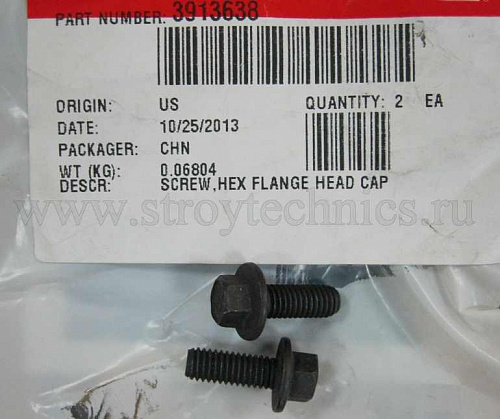 PART NUMBER: 3913638
ORIGIN: US QUANTITY: 2 EA
DATE: 10/25/2013
PACKAGER: CHN
WT (KG): 0.06804
DESCR: SCREW,HEX FLANGE HEAD CAP
www.stroytechnics.ru